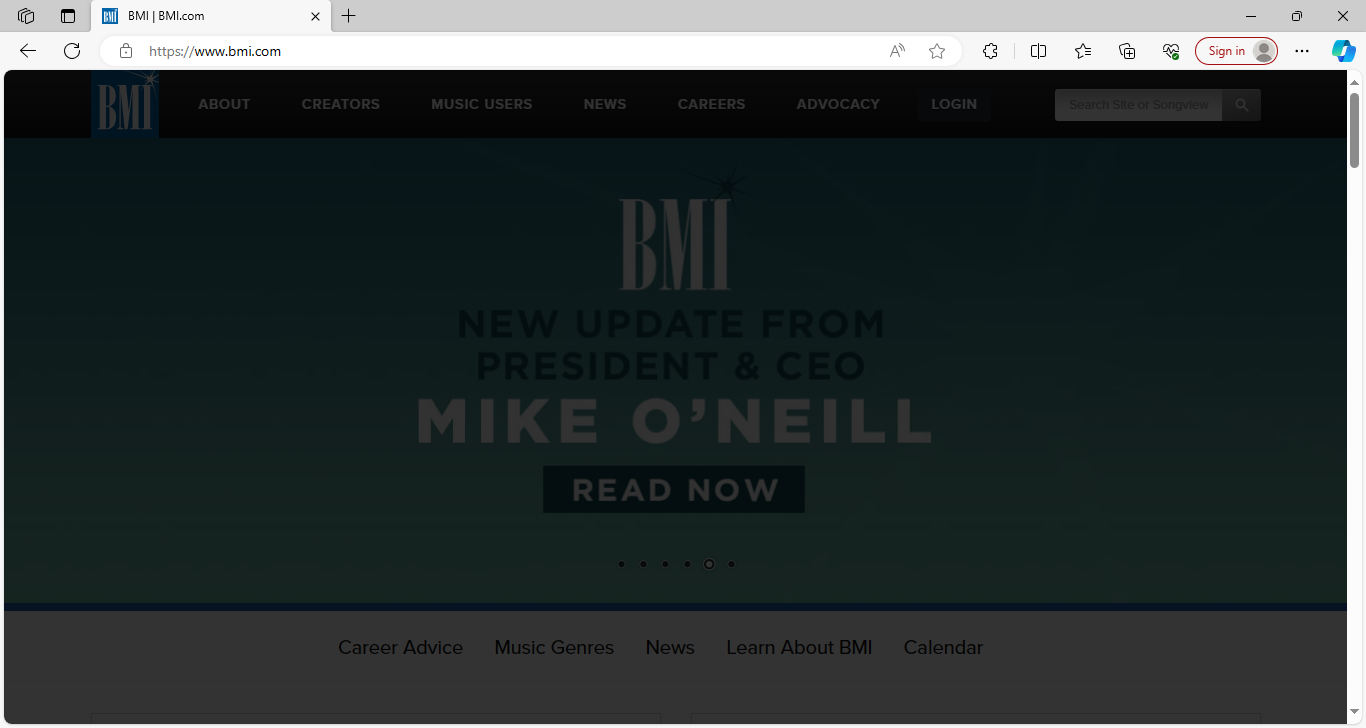 BMI | BMI.com
https://www.bmi.com
Sign in
BMI
ABOUT CREATORS MUSIC USERS NEWS CAREERS ADVOCACY LOGIN
Search Site or Songview
BMI
NEW UPDATE FROM
PRESIDENT & CEO
MIKE O'NEILL
READ NOW
Career Advice Music Genres News Learn About BMI Calendar